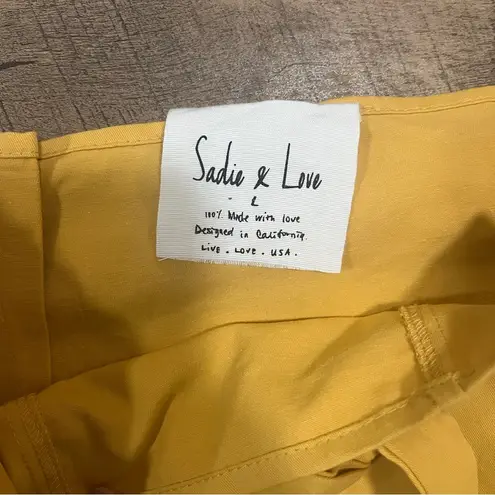 Sadie & Love
L
100% Made with love
Designed in California.
LIVE . LOVE . USA .